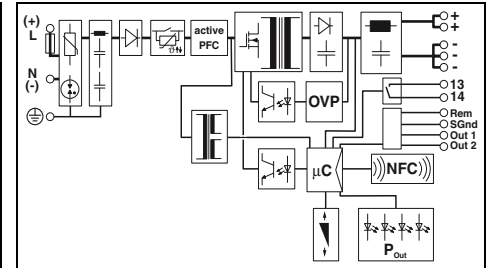 (+)
L
N
(-)
ϑ
active
PFC
OVP
µC
NFC
P Out
+
+
-
-
-
13
14
Rem
SGnd
Out 1
Out 2